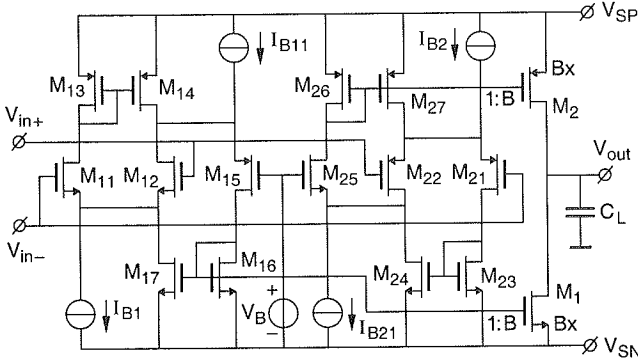 V_SP
I_B11
I_B2
M_13
M_14
M_26
M_27
Bx
1:B
M_2
V_in+
V_out
M_11
M_12
M_15
M_25
M_22
M_21
C_L
V_in-
M_17
M_16
M_24
M_23
M_1
I_B1
V_B
+
-
I_B21
1:B
Bx
V_SN